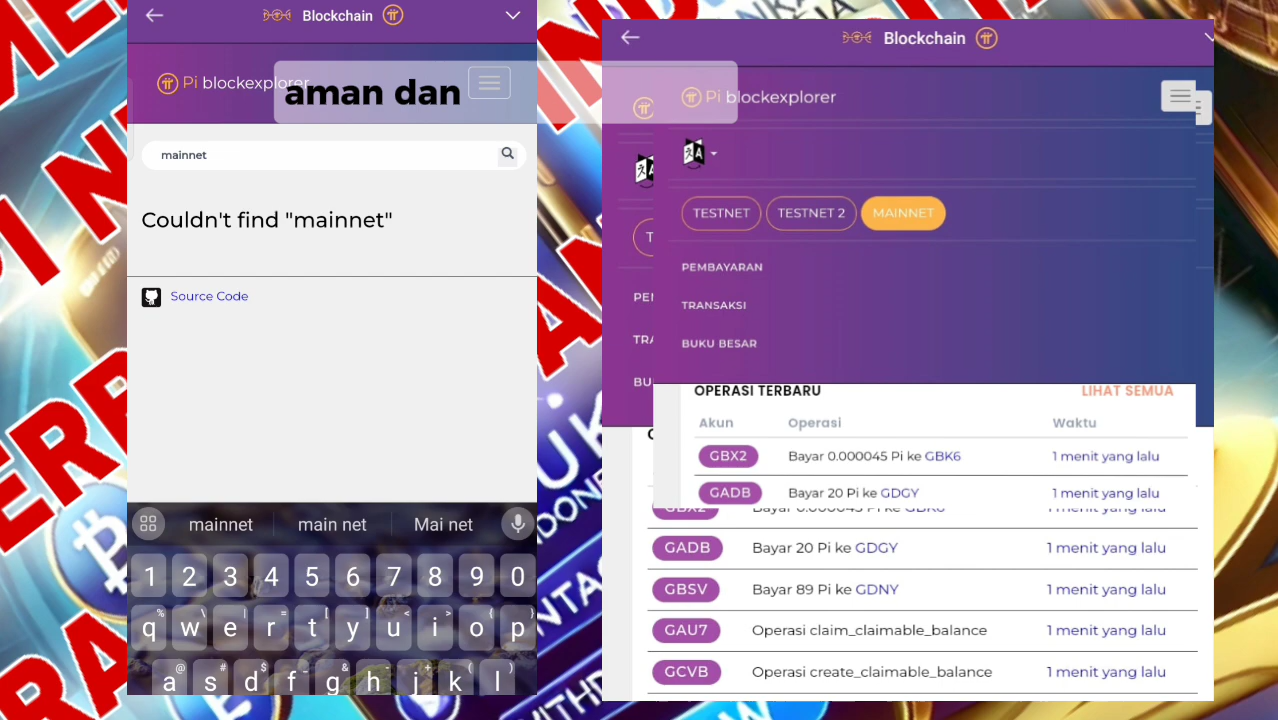 Blockchain
Pi blockexplorer
aman dan
mainnet
Couldn't find "mainnet"
Source Code
mainnet
main net
Mai net
1 2 3 4 5 6 7 8 9 0
% \ | = [ ] < > { }
q w e r t y u i o p
@ # $ _ & - + ( )
a s d f g h j k l
Blockchain
Pi blockexplorer
TESTNET
TESTNET 2
MAINNET
PEMBAYARAN
TRANSAKSI
BUKU BESAR
OPERASI TERBARU
LIHAT SEMUA
Akun Operasi Waktu
GBX2 Bayar 0.000045 Pi ke GBK6 1 menit yang lalu
GADB Bayar 20 Pi ke GDGY 1 menit yang lalu
GADB Bayar 20 Pi ke GDGY 1 menit yang lalu
GBSV Bayar 89 Pi ke GDNY 1 menit yang lalu
GAU7 Operasi claim_claimable_balance 1 menit yang lalu
GCVB Operasi create_claimable_balance 1 menit yang lalu